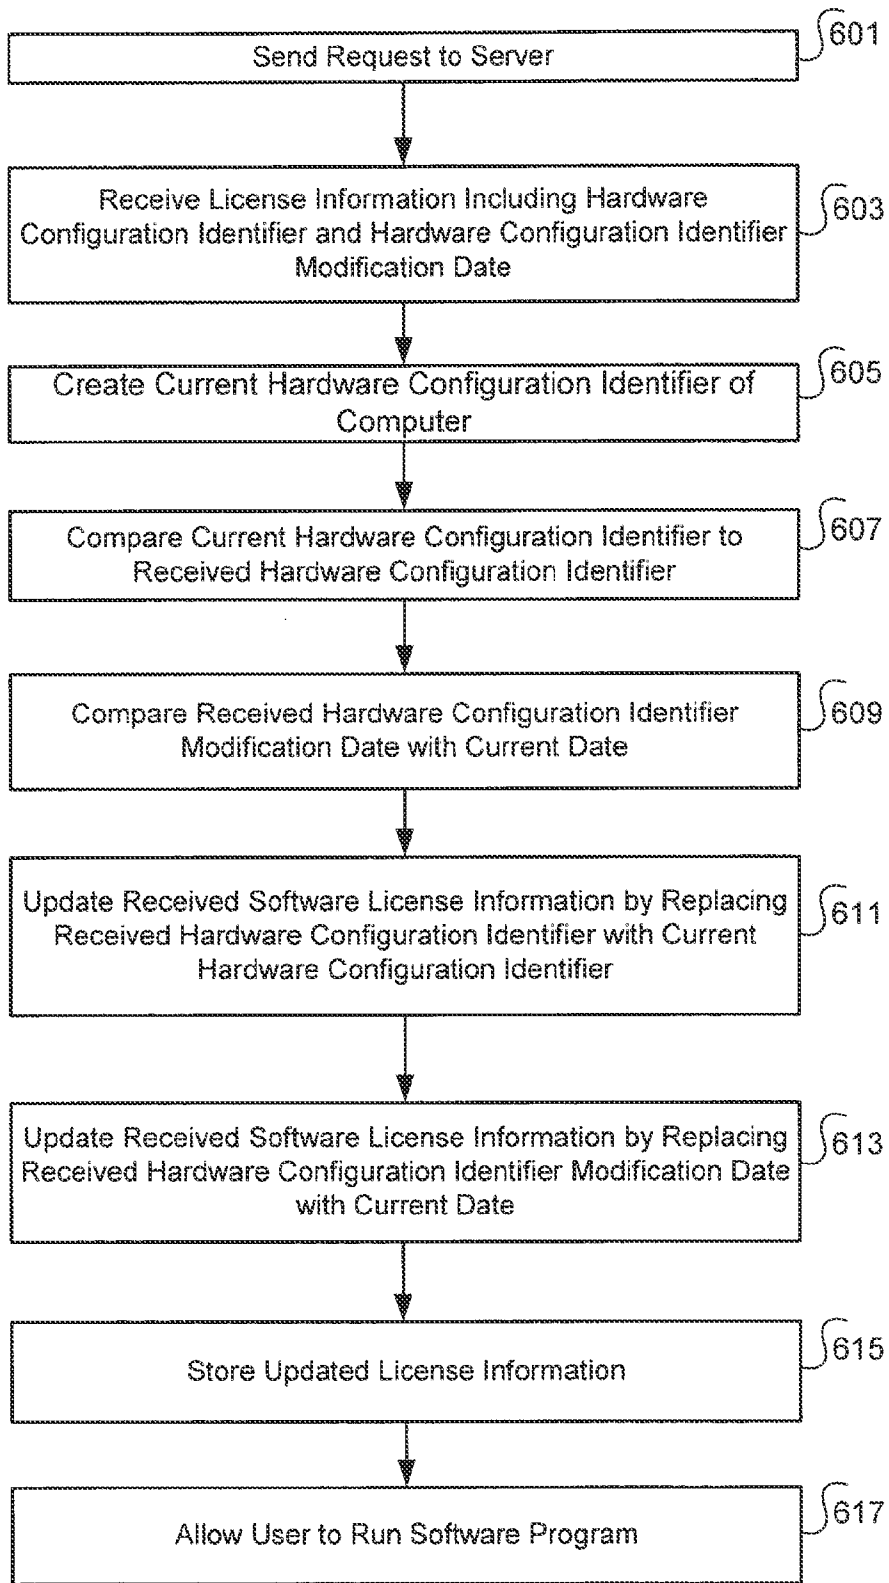 601
Send Request to Server
603
Receive License Information Including Hardware
Configuration Identifier and Hardware Configuration Identifier
Modification Date
605
Create Current Hardware Configuration Identifier of
Computer
607
Compare Current Hardware Configuration Identifier to
Received Hardware Configuration Identifier
609
Compare Received Hardware Configuration Identifier
Modification Date with Current Date
611
Update Received Software License Information by Replacing
Received Hardware Configuration Identifier with Current
Hardware Configuration Identifier
613
Update Received Software License Information by Replacing
Received Hardware Configuration Identifier Modification Date
with Current Date
615
Store Updated License Information
617
Allow User to Run Software Program